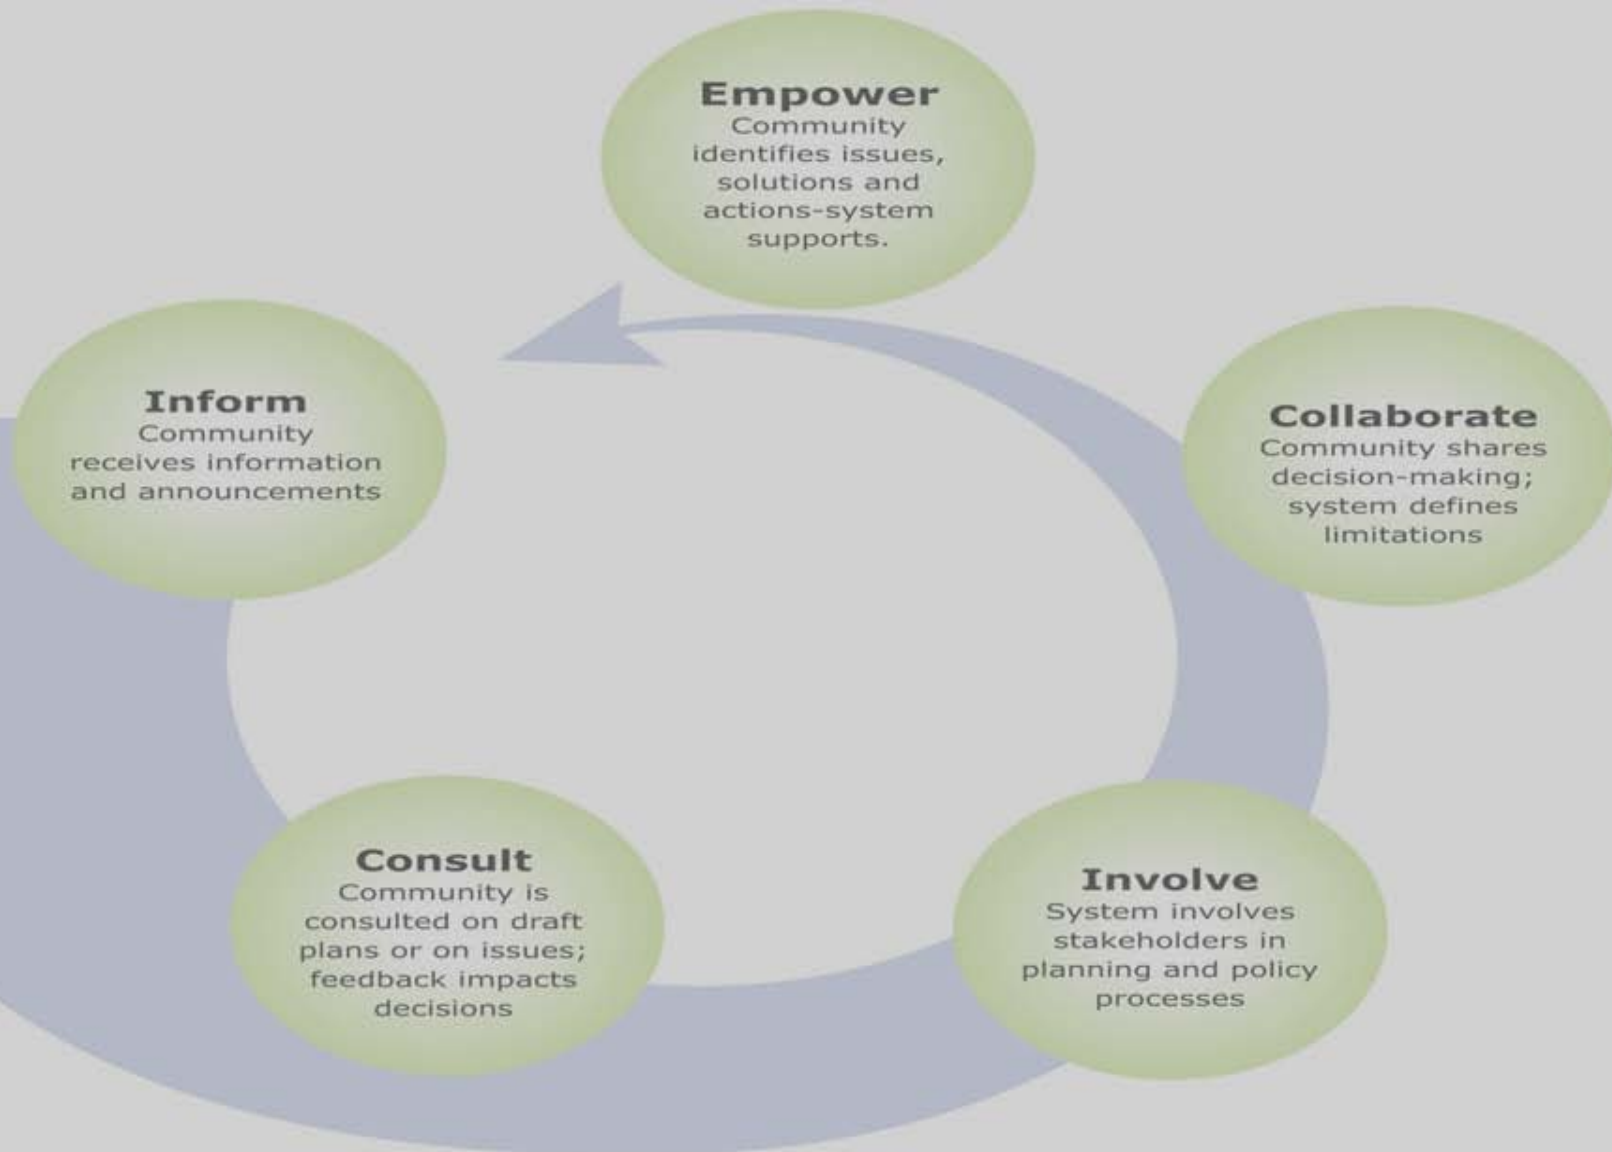 Empower
Community
identifies issues,
solutions and
actions-system
supports.
Inform
Community
receives information
and announcements
Collaborate
Community shares
decision-making;
system defines
limitations
Consult
Community is
consulted on draft
plans or on issues;
feedback impacts
decisions
Involve
System involves
stakeholders in
planning and policy
processes